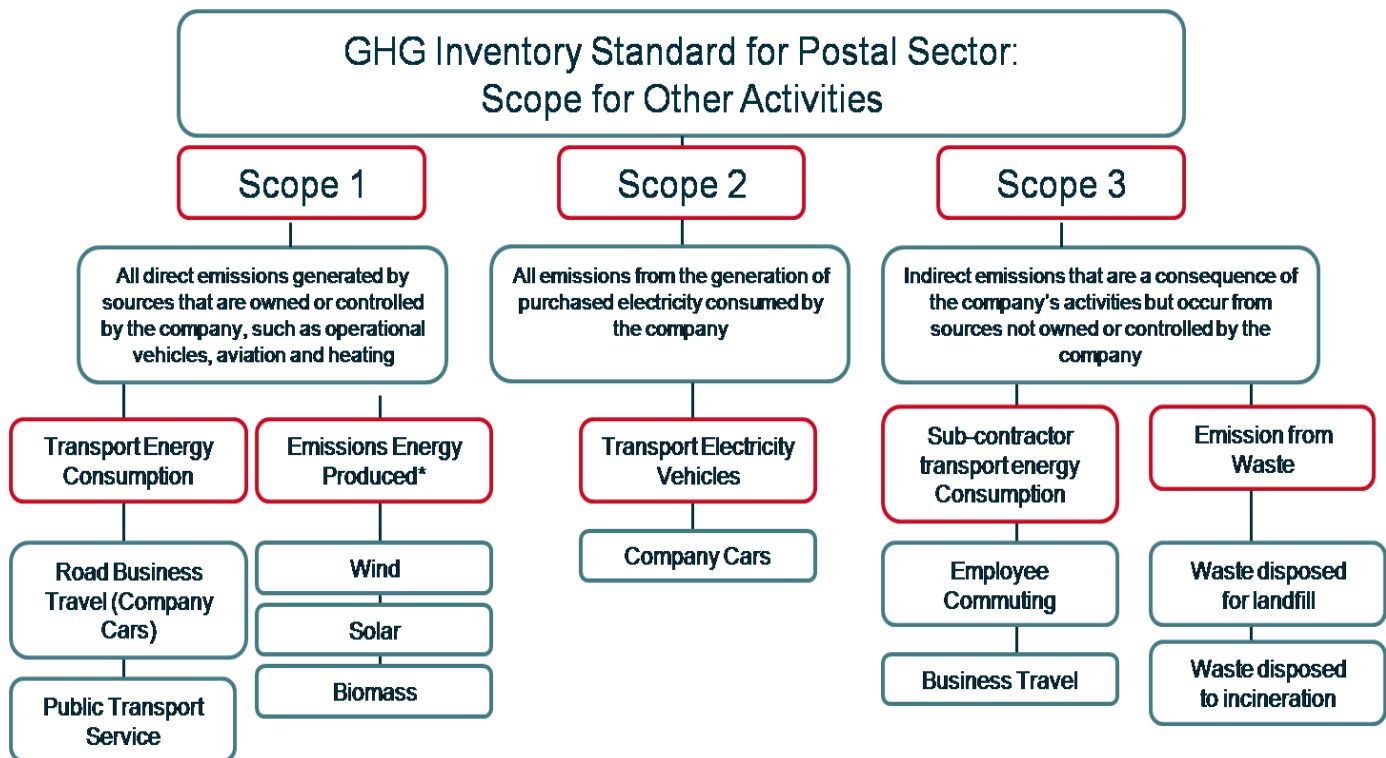 GHG Inventory Standard for Postal Sector:
Scope for Other Activities
Scope 1
Scope 2
Scope 3
All direct emissions generated by
sources that are owned or controlled
by the company, such as operational
vehicles, aviation and heating
All emissions from the generation of
purchased electricity consumed by
the company
Indirect emissions that are a consequence of
the company's activities but occur from
sources not owned or controlled by the
company
Transport Energy
Consumption
Emissions Energy
Produced*
Transport Electricity
Vehicles
Sub-contractor
transport energy
Consumption
Emission from
Waste
Road Business
Travel (Company
Cars)
Public Transport
Service
Wind
Solar
Biomass
Company Cars
Employee
Commuting
Business Travel
Waste disposed
for landfill
Waste disposed
to incineration